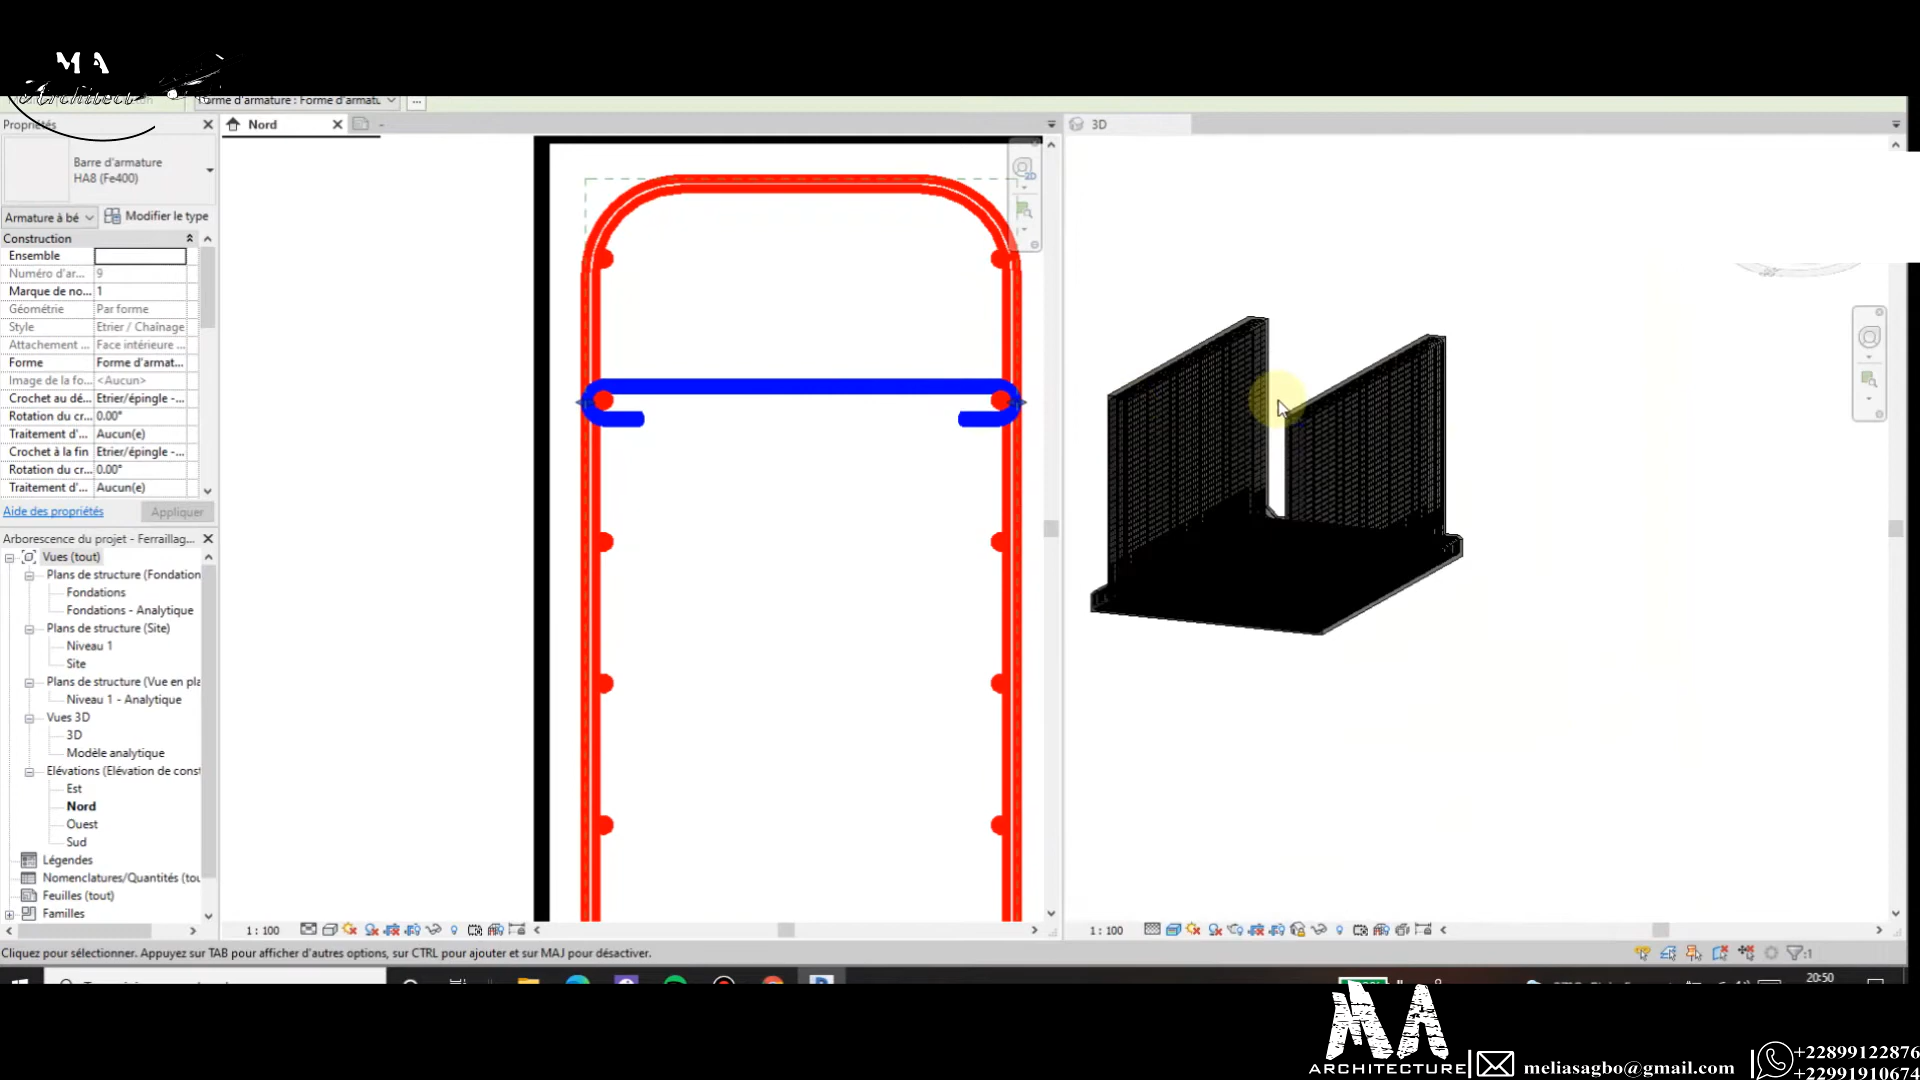 MA
Architect
Forme d'armature : Forme d'armatu
...
Propriétés
Nord
3D
Barre d'armature
HA8 (Fe400)
2D
Armature à bé
Modifier le type
Construction
Ensemble
Numéro d'ar... 9
Marque de no... 1
Géométrie Par forme
Style Etrier / Chaînage
Attachement ... Face intérieure ...
Forme Forme d'armat...
Image de la fo... <Aucun>
Crochet au dé... Etrier/épingle -...
Rotation du cr... 0.00°
Traitement d'... Aucun(e)
Crochet à la fin Etrier/épingle -...
Rotation du cr... 0.00°
Traitement d'... Aucun(e)
Aide des propriétés
Appliquer
Arborescence du projet - Ferraillag...
Vues (tout)
Plans de structure (Fondation
Fondations
Fondations - Analytique
Plans de structure (Site)
Niveau 1
Site
Plans de structure (Vue en pla
Niveau 1 - Analytique
Vues 3D
3D
Modèle analytique
Elévations (Elévation de const
Est
Nord
Ouest
Sud
Légendes
Nomenclatures/Quantités (tou
Feuilles (tout)
Familles
1 : 100
1 : 100
Cliquez pour sélectionner. Appuyez sur TAB pour afficher d'autres options, sur CTRL pour ajouter et sur MAJ pour désactiver.
:1
20:50
MA
ARCHITECTURE
meliasagbo@gmail.com
+22899122876
+22991910674